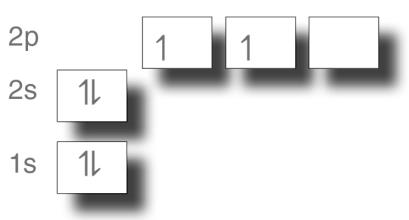 2p ↿ ↿
2s ↿⇂
1s ↿⇂